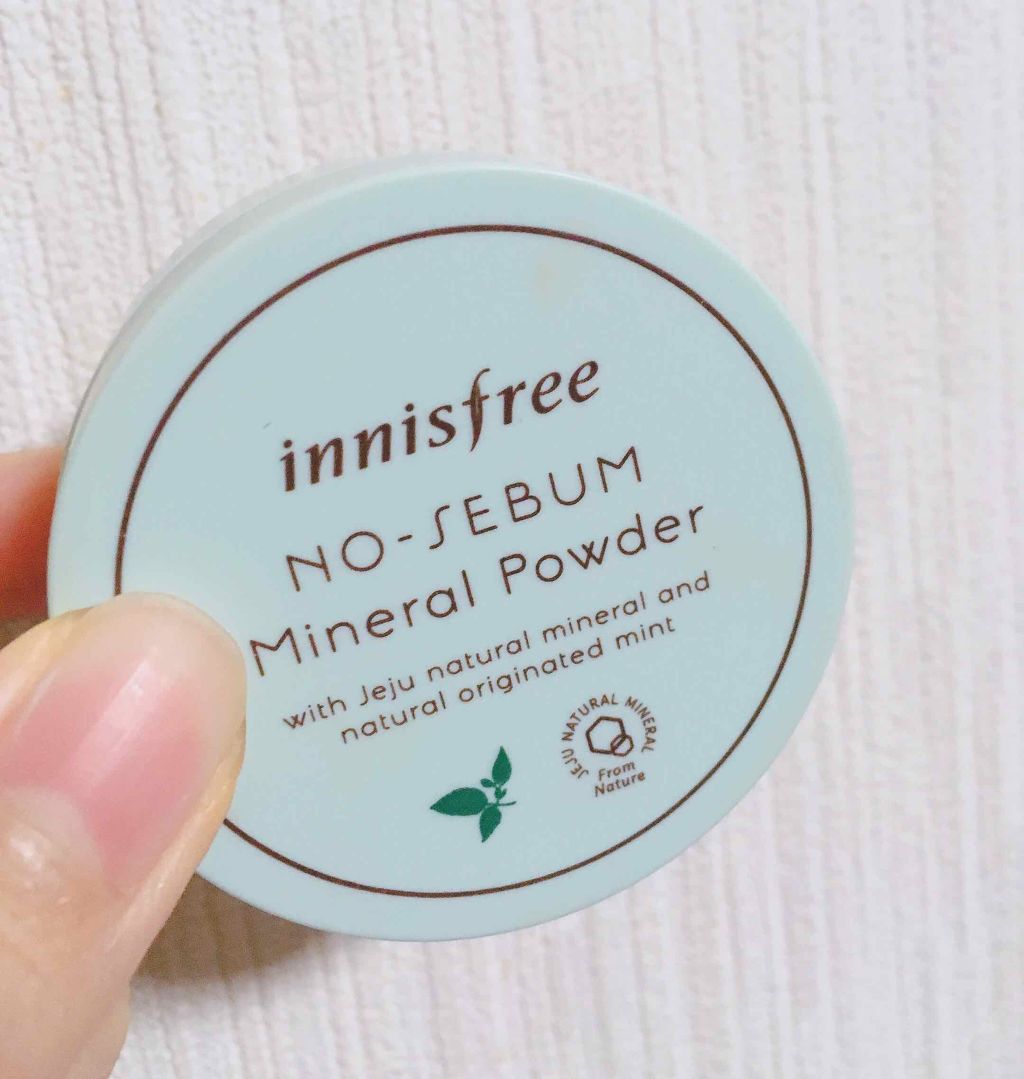 innisfree
NO-SEBUM
Mineral Powder
with Jeju natural mineral and
natural originated mint
JEJU NATURAL MINERAL
From
Nature